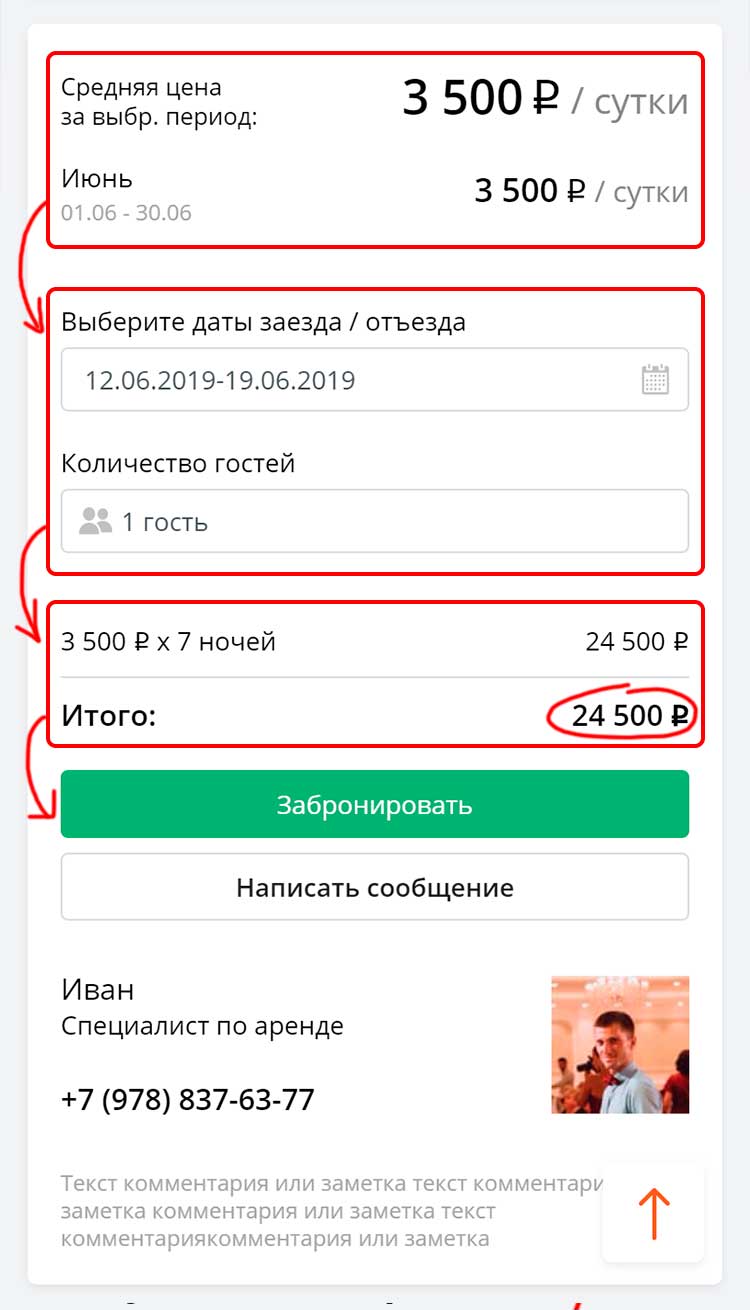 Средняя цена
за выбр. период:
3 500 ₽ / сутки
Июнь
01.06 - 30.06
3 500 ₽ / сутки
Выберите даты заезда / отъезда
12.06.2019-19.06.2019
Количество гостей
1 гость
3 500 ₽ x 7 ночей
24 500 ₽
Итого:
24 500 ₽
Забронировать
Написать сообщение
Иван
Специалист по аренде
+7 (978) 837-63-77
Текст комментария или заметка текст комментари
заметка комментария или заметка текст
комментариякомментария или заметка